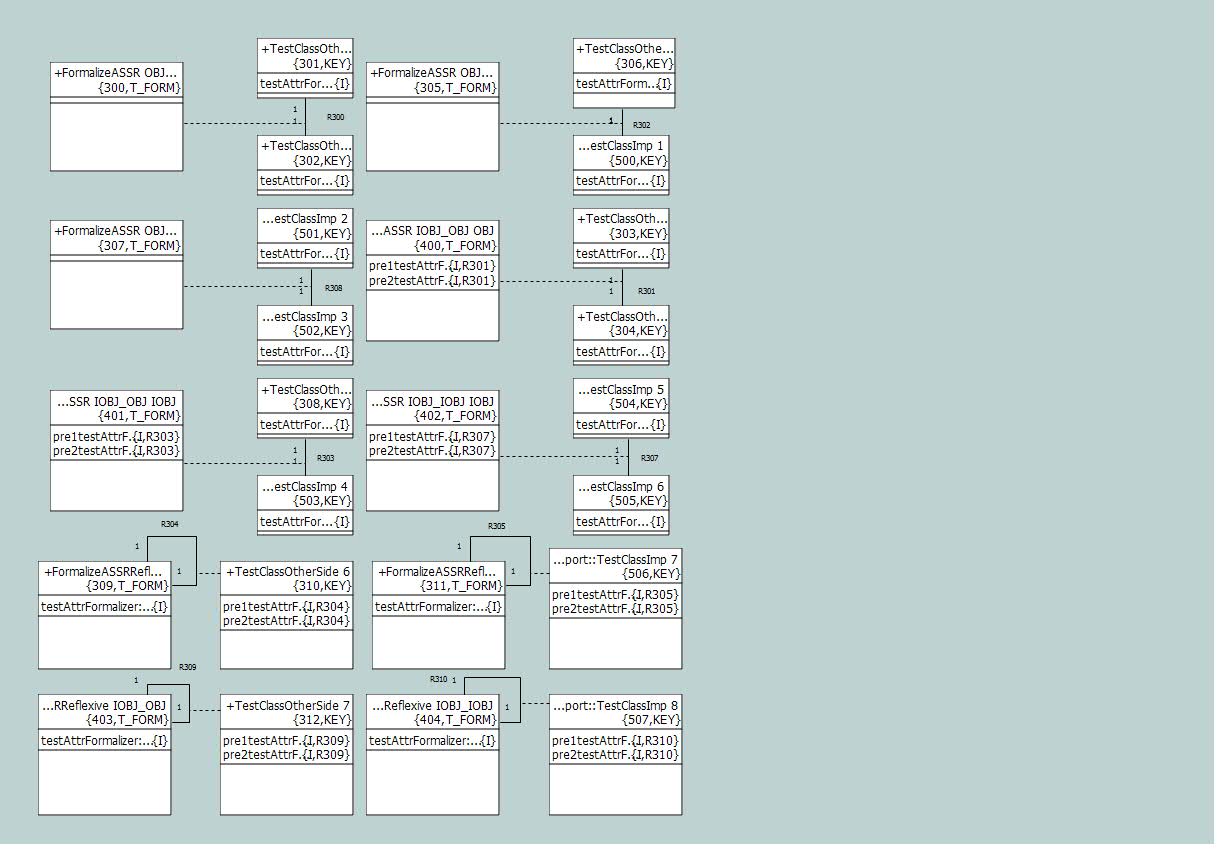 +TestClassOth...
{301,KEY}
testAttrFor...{I}
+FormalizeASSR OBJ...
{300,T_FORM}
1
1
R300
+TestClassOth...
{302,KEY}
testAttrFor...{I}
+TestClassOthe...
{306,KEY}
testAttrForm...{I}
+FormalizeASSR OBJ...
{305,T_FORM}
1
R302
...estClassImp 1
{500,KEY}
testAttrFor...{I}
...estClassImp 2
{501,KEY}
testAttrFor...{I}
+FormalizeASSR OBJ...
{307,T_FORM}
1
1
R308
...estClassImp 3
{502,KEY}
testAttrFor...{I}
+TestClassOth...
{303,KEY}
testAttrFor...{I}
...ASSR IOBJ_OBJ OBJ
{400,T_FORM}
pre1testAttrF.{I,R301}
pre2testAttrF.{I,R301}
1
1
R301
+TestClassOth...
{304,KEY}
testAttrFor...{I}
+TestClassOth...
{308,KEY}
testAttrFor...{I}
...SSR IOBJ_OBJ IOBJ
{401,T_FORM}
pre1testAttrF.{I,R303}
pre2testAttrF.{I,R303}
1
1
R303
...estClassImp 4
{503,KEY}
testAttrFor...{I}
...estClassImp 5
{504,KEY}
testAttrFor...{I}
...SSR IOBJ_IOBJ IOBJ
{402,T_FORM}
pre1testAttrF.{I,R307}
pre2testAttrF.{I,R307}
1
1
R307
...estClassImp 6
{505,KEY}
testAttrFor...{I}
R304
1
1
+FormalizeASSRRefl...
{309,T_FORM}
testAttrFormalizer:...{I}
+TestClassOtherSide 6
{310,KEY}
pre1testAttrF.{I,R304}
pre2testAttrF.{I,R304}
R305
1
1
+FormalizeASSRRefl...
{311,T_FORM}
testAttrFormalizer:...{I}
...port::TestClassImp 7
{506,KEY}
pre1testAttrF.{I,R305}
pre2testAttrF.{I,R305}
R309
1
1
...RReflexive IOBJ_OBJ
{403,T_FORM}
testAttrFormalizer:...{I}
+TestClassOtherSide 7
{312,KEY}
pre1testAttrF.{I,R309}
pre2testAttrF.{I,R309}
R310 1
1
...Reflexive IOBJ_IOBJ
{404,T_FORM}
testAttrFormalizer:...{I}
...port::TestClassImp 8
{507,KEY}
pre1testAttrF.{I,R310}
pre2testAttrF.{I,R310}